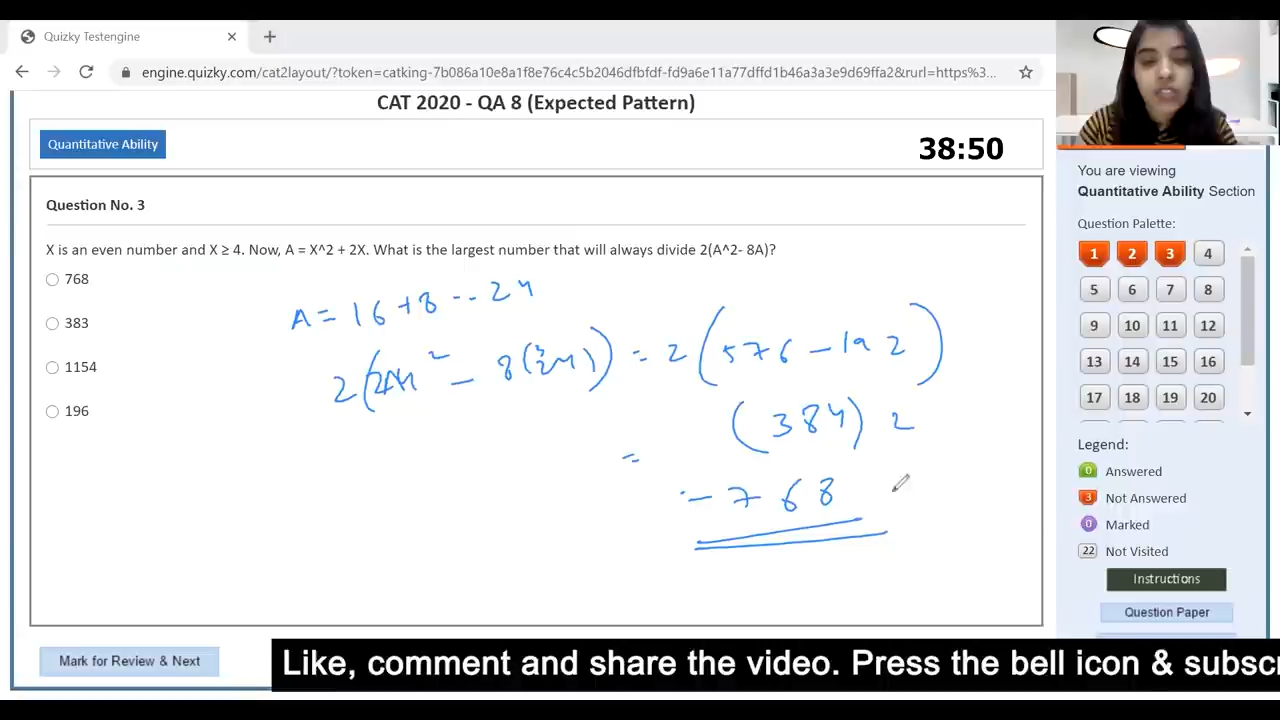 Quizky Testengine
engine.quizky.com/cat2layout/?token=catking-7b086a10e8a1f8e76c4c5b2046dfbfdf-fd9a6e11a77dffd1b46a3a3e9d69ffa2&rurl=https%3...
CAT 2020 - QA 8 (Expected Pattern)
Quantitative Ability
38:50
Question No. 3
X is an even number and X ≥ 4. Now, A = X^2 + 2X. What is the largest number that will always divide 2(A^2- 8A)?
768
383
1154
196
A = 16 + 8 -- 24
= 2 (576 - 192)
= (384) 2
- 768
You are viewing
Quantitative Ability Section
Question Palette:
1 2 3 4
5 6 7 8
9 10 11 12
13 14 15 16
17 18 19 20
Legend:
0 Answered
3 Not Answered
0 Marked
22 Not Visited
Instructions
Question Paper
Mark for Review & Next
Like, comment and share the video. Press the bell icon & subsc